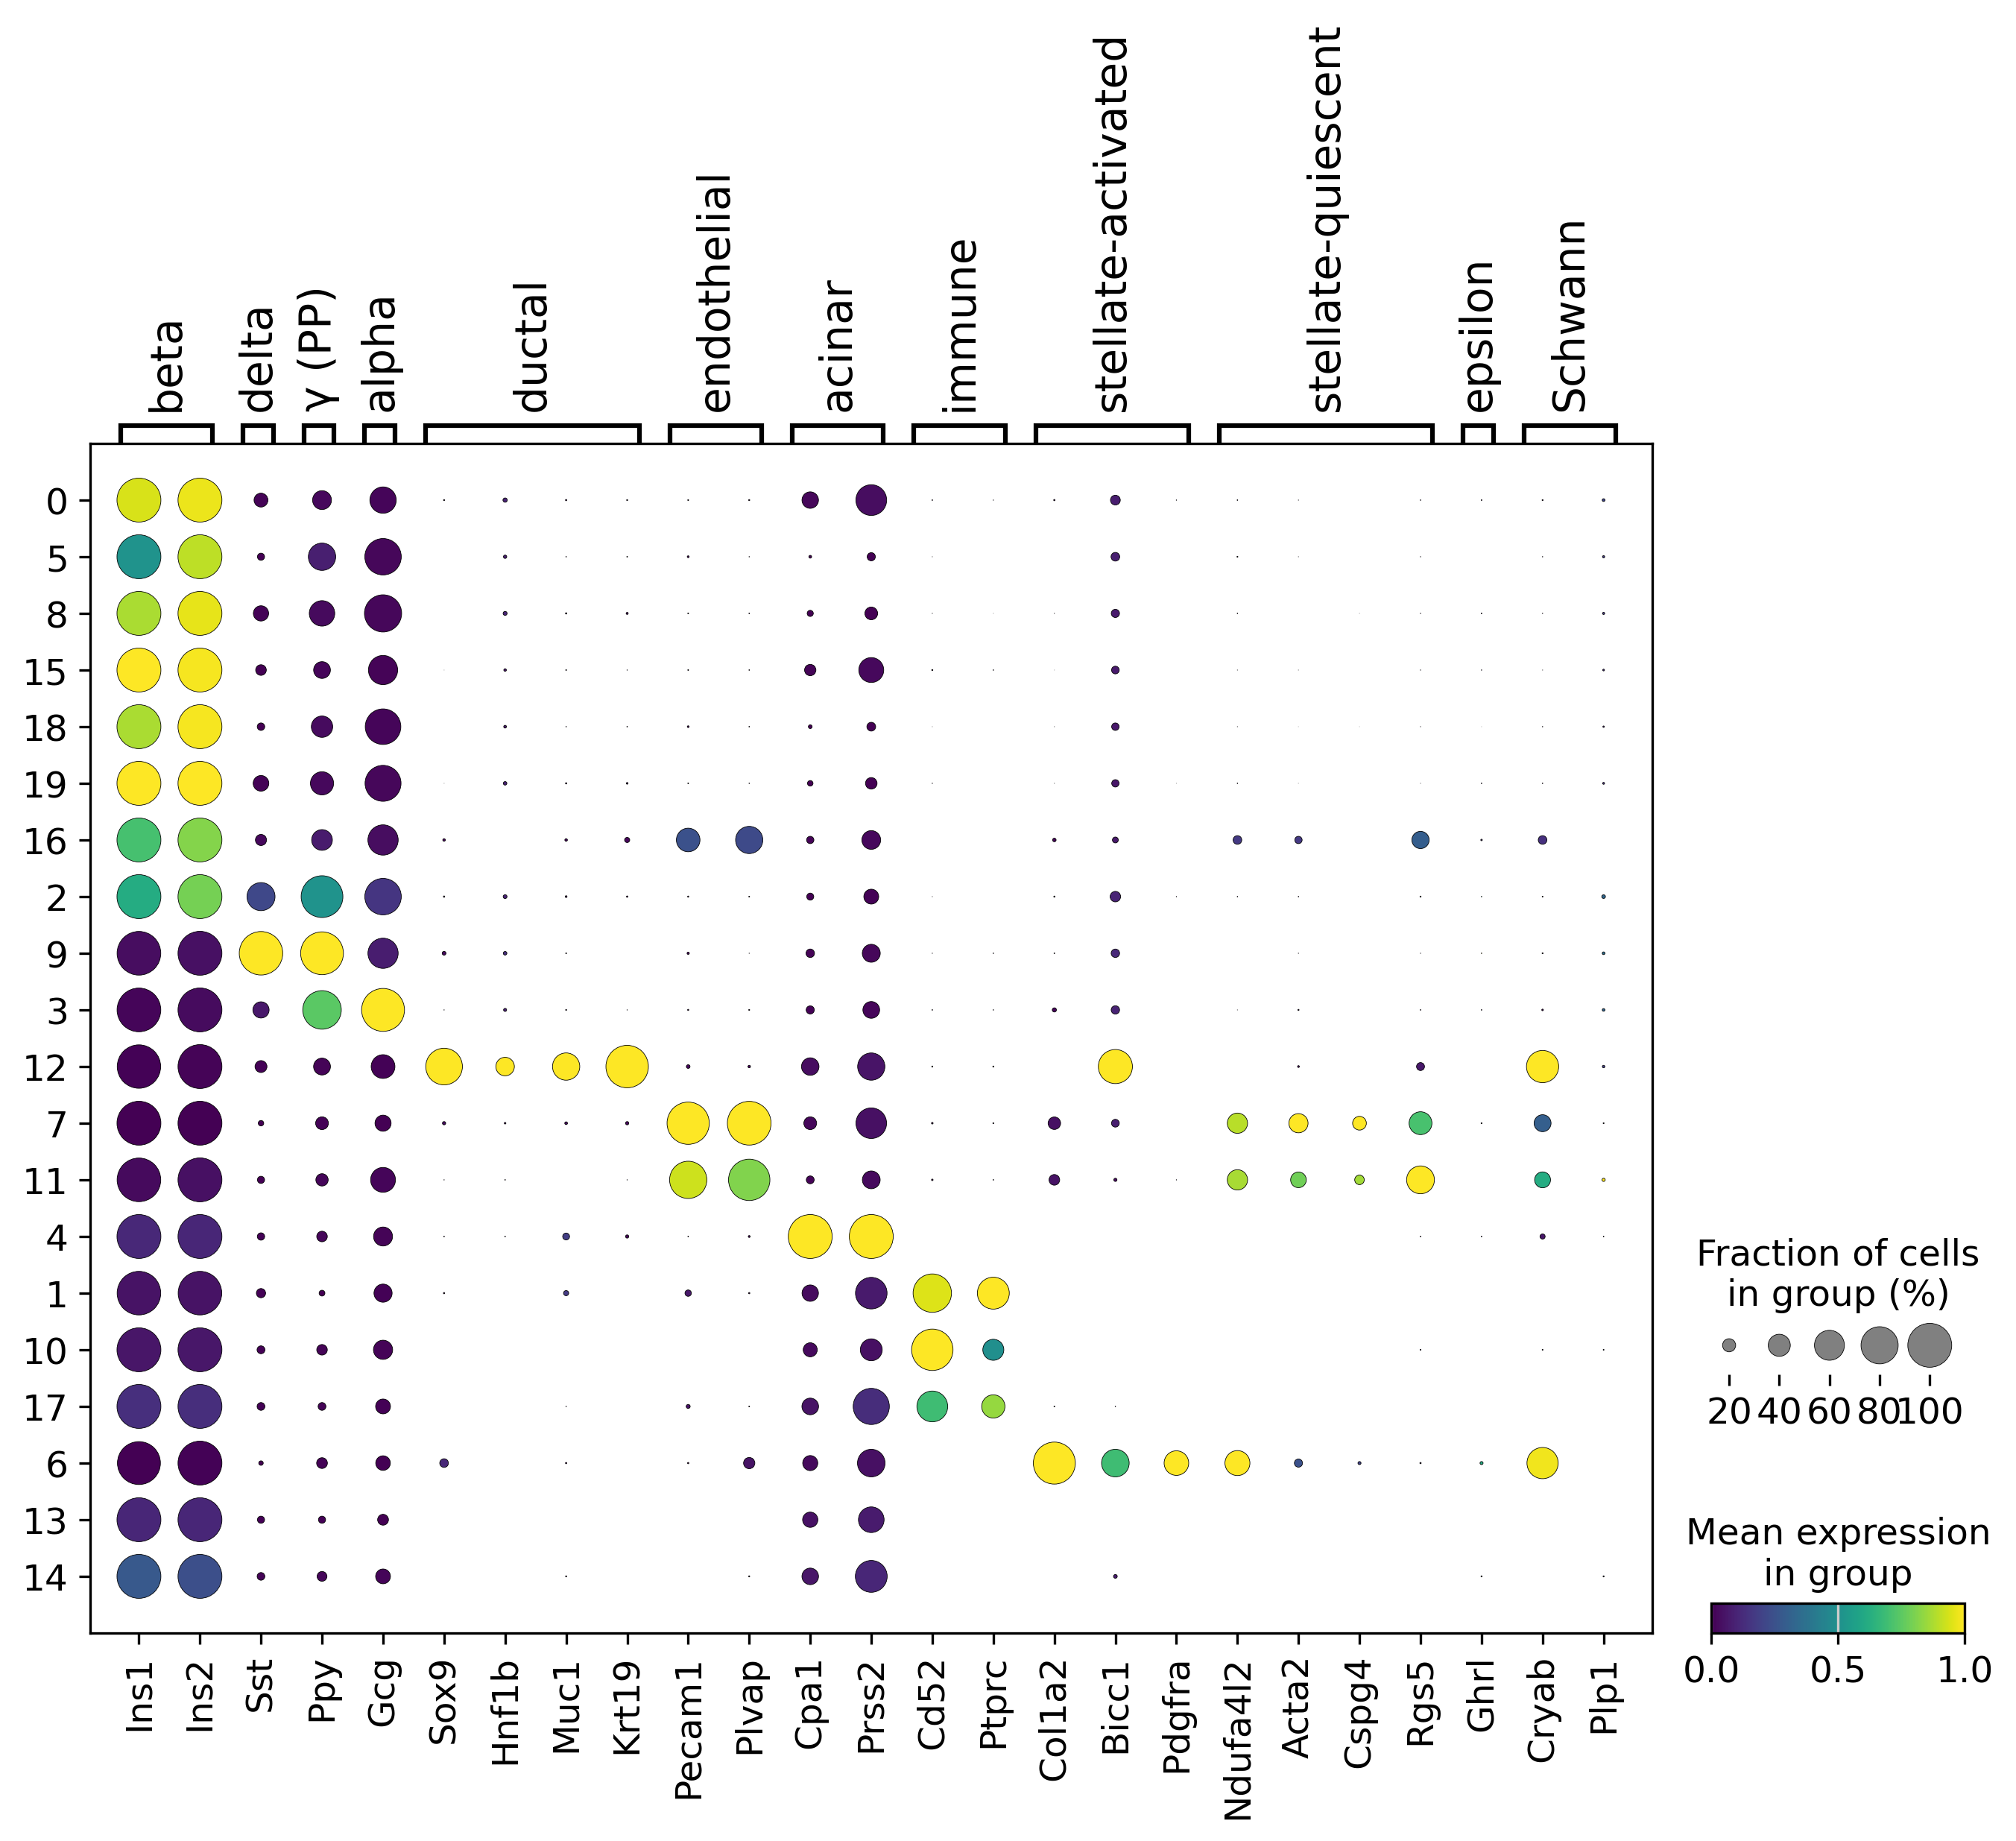 beta
delta
γ (PP)
alpha
ductal
endothelial
acinar
immune
stellate-activated
stellate-quiescent
epsilon
Schwann
0
5
8
15
18
19
16
2
9
3
12
7
11
4
1
10
17
6
13
14
Ins1
Ins2
Sst
Ppy
Gcg
Sox9
Hnf1b
Muc1
Krt19
Pecam1
Plvap
Cpa1
Prss2
Cd52
Ptprc
Col1a2
Bicc1
Pdgfra
Ndufa4l2
Acta2
Cspg4
Rgs5
Ghrl
Cryab
Plp1
Fraction of cells
in group (%)
20 40 60 80 100
Mean expression
in group
0.0 0.5 1.0